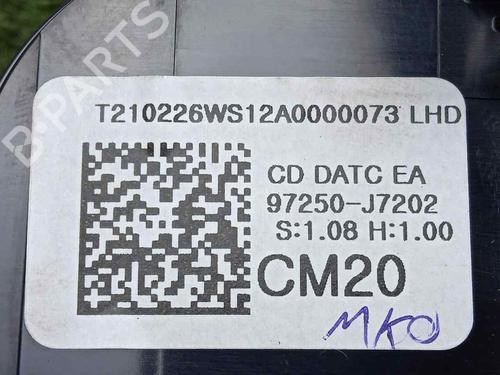 B-PARTS
T210226WS12A0000073 LHD
CD DATC EA
97250-J7202
S:1.08 H:1.00
CM20
MKO